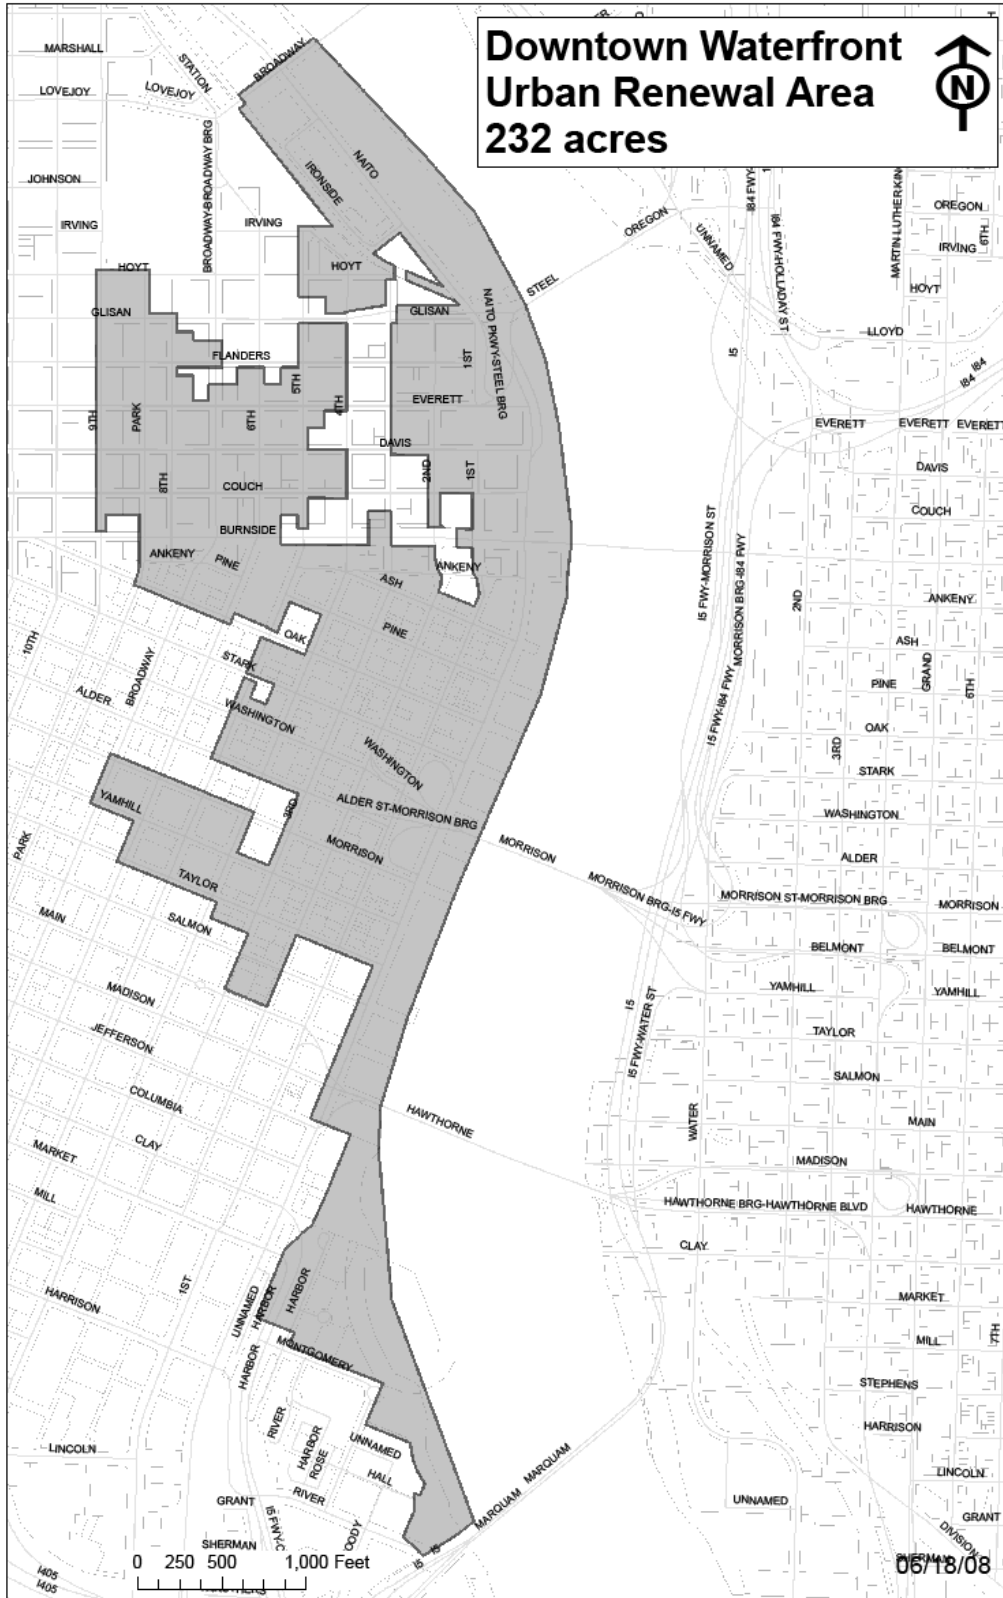 Downtown Waterfront
Urban Renewal Area
232 acres
N
MARSHALL
STATION
BROADWAY
LOVEJOY
LOVEJOY
BROADWAY-BROADWAY BRG
NAITO
IRONSIDE
JOHNSON
IRVING
IRVING
I84 FWY
I84 FWY-HOLLADAY ST
MARTIN LUTHER KING
OREGON
OREGON
UNNAMED
IRVING
6TH
HOYT
HOYT
HOYT
STEEL
GLISAN
GLISAN
NAITO PKWY-STEEL BRG
LLOYD
FLANDERS
1ST
I5
I84
I84
5TH
9TH
PARK
6TH
4TH
EVERETT
EVERETT
EVERETT
EVERETT
DAVIS
DAVIS
8TH
COUCH
2ND
1ST
COUCH
BURNSIDE
I5 FWY-MORRISON ST
MORRISON BRG-I84 FWY
ANKENY
PINE
ASH
ANKENY
2ND
ANKENY
10TH
OAK
PINE
ASH
STARK
BROADWAY
ALDER
PINE
GRAND
6TH
WASHINGTON
I5 FWY-I84 FWY
OAK
WASHINGTON
3RD
STARK
YAMHILL
3RD
ALDER ST-MORRISON BRG
WASHINGTON
PARK
MORRISON
MORRISON
ALDER
TAYLOR
MORRISON BRG-I5 FWY
MORRISON ST-MORRISON BRG
MORRISON
MAIN
SALMON
BELMONT
BELMONT
MADISON
I5
I5 FWY-WATER ST
YAMHILL
YAMHILL
JEFFERSON
TAYLOR
COLUMBIA
SALMON
HAWTHORNE
WATER
MAIN
MARKET
CLAY
MADISON
MILL
HAWTHORNE BRG-HAWTHORNE BLVD
HAWTHORNE
CLAY
1ST
UNNAMED
HARBOR
HARBOR
HARRISON
MARKET
MONTGOMERY
HARBOR
MILL
7TH
STEPHENS
RIVER
HARBOR
ROSE
UNNAMED
HARRISON
LINCOLN
HALL
MARQUAM
MARQUAM
LINCOLN
GRANT
RIVER
UNNAMED
GRANT
I5 FWY-C
OODY
DIVISION
SHERMAN
I5
I5
SHERMAN
06/18/08
I405
I405
0 250 500 1,000 Feet